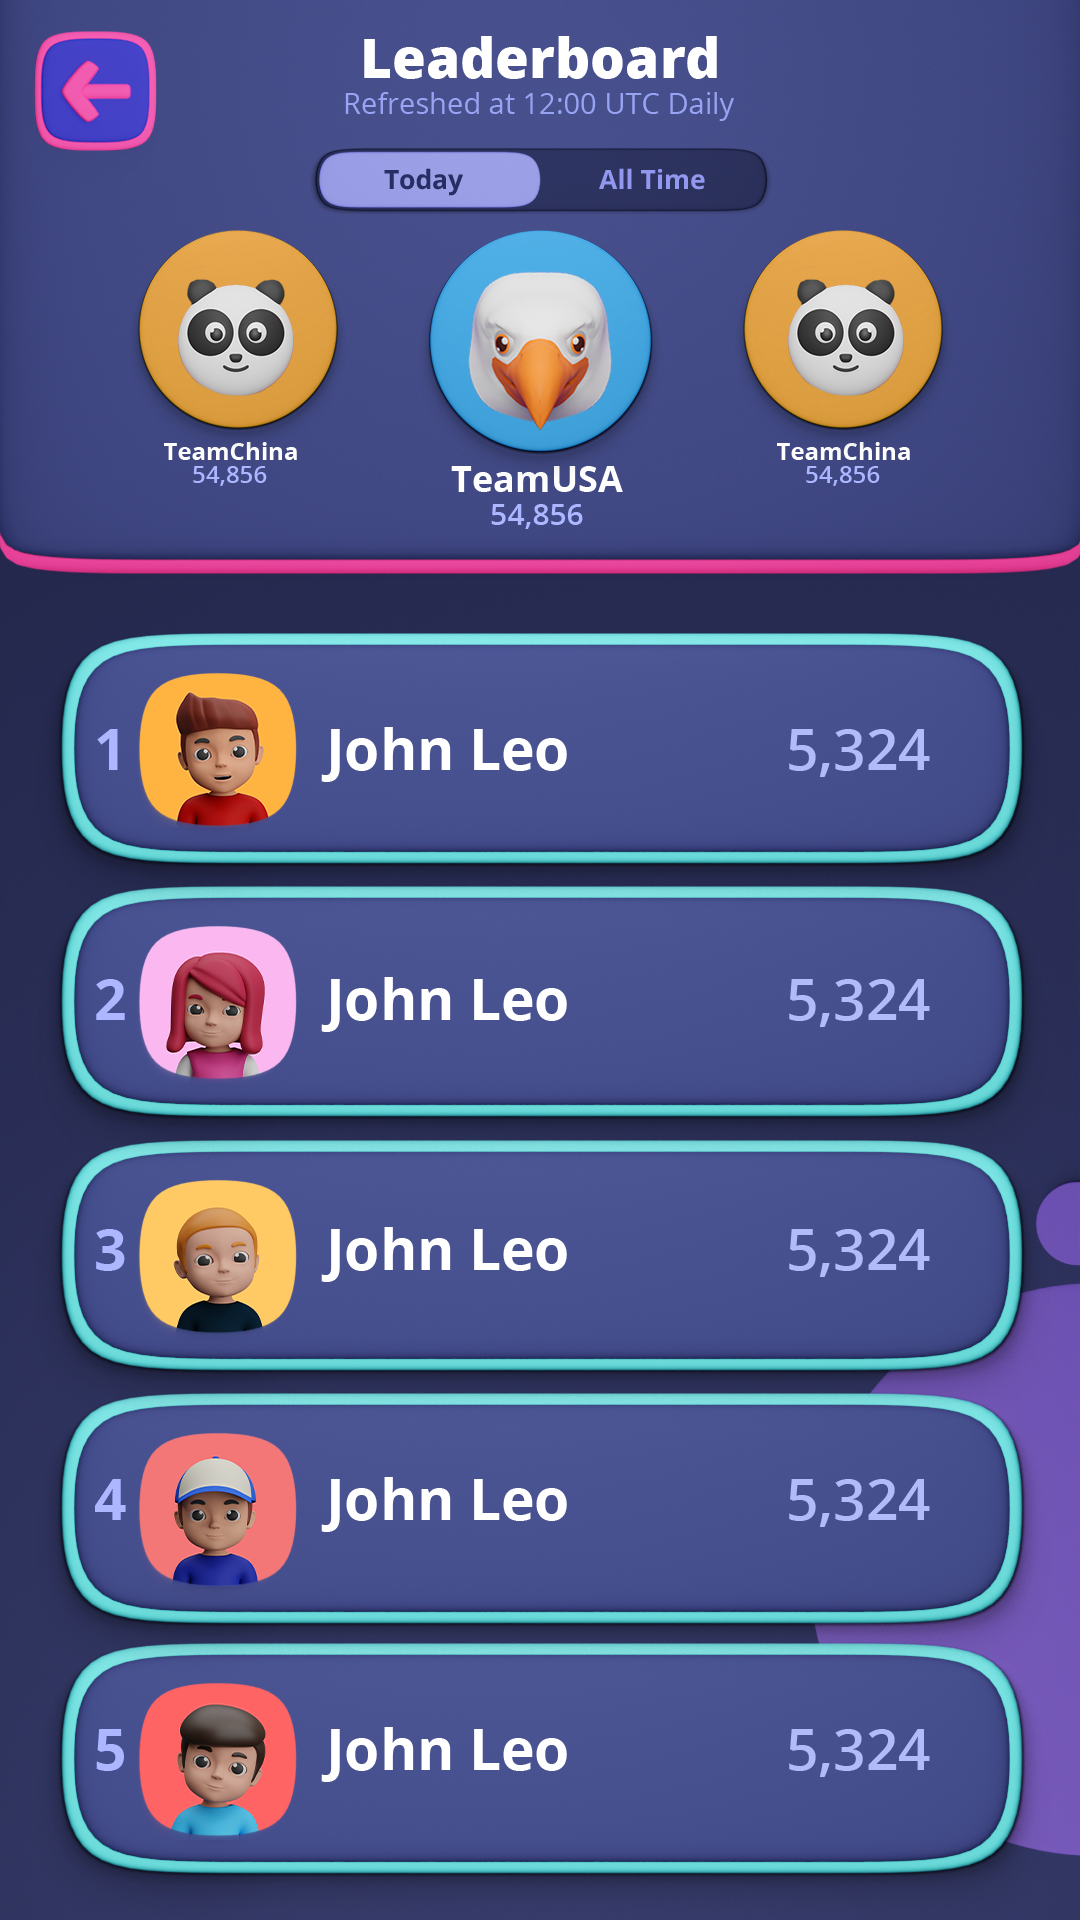 Leaderboard
Refreshed at 12:00 UTC Daily
Today
All Time
TeamChina
54,856
TeamUSA
54,856
TeamChina
54,856
1 John Leo 5,324
2 John Leo 5,324
3 John Leo 5,324
4 John Leo 5,324
5 John Leo 5,324